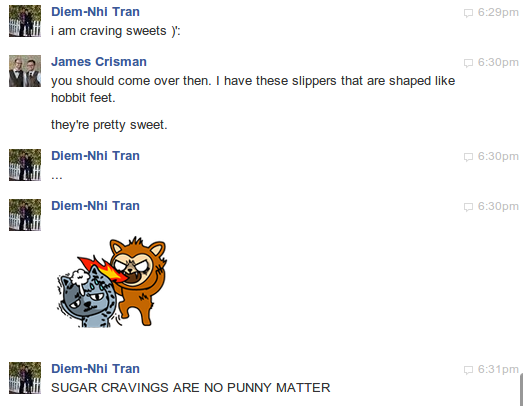 Diem-Nhi Tran 6:29pm
i am craving sweets )':
James Crisman 6:30pm
you should come over then. I have these slippers that are shaped like
hobbit feet.
they're pretty sweet.
Diem-Nhi Tran 6:30pm
...
Diem-Nhi Tran 6:30pm
Diem-Nhi Tran 6:31pm
SUGAR CRAVINGS ARE NO PUNNY MATTER